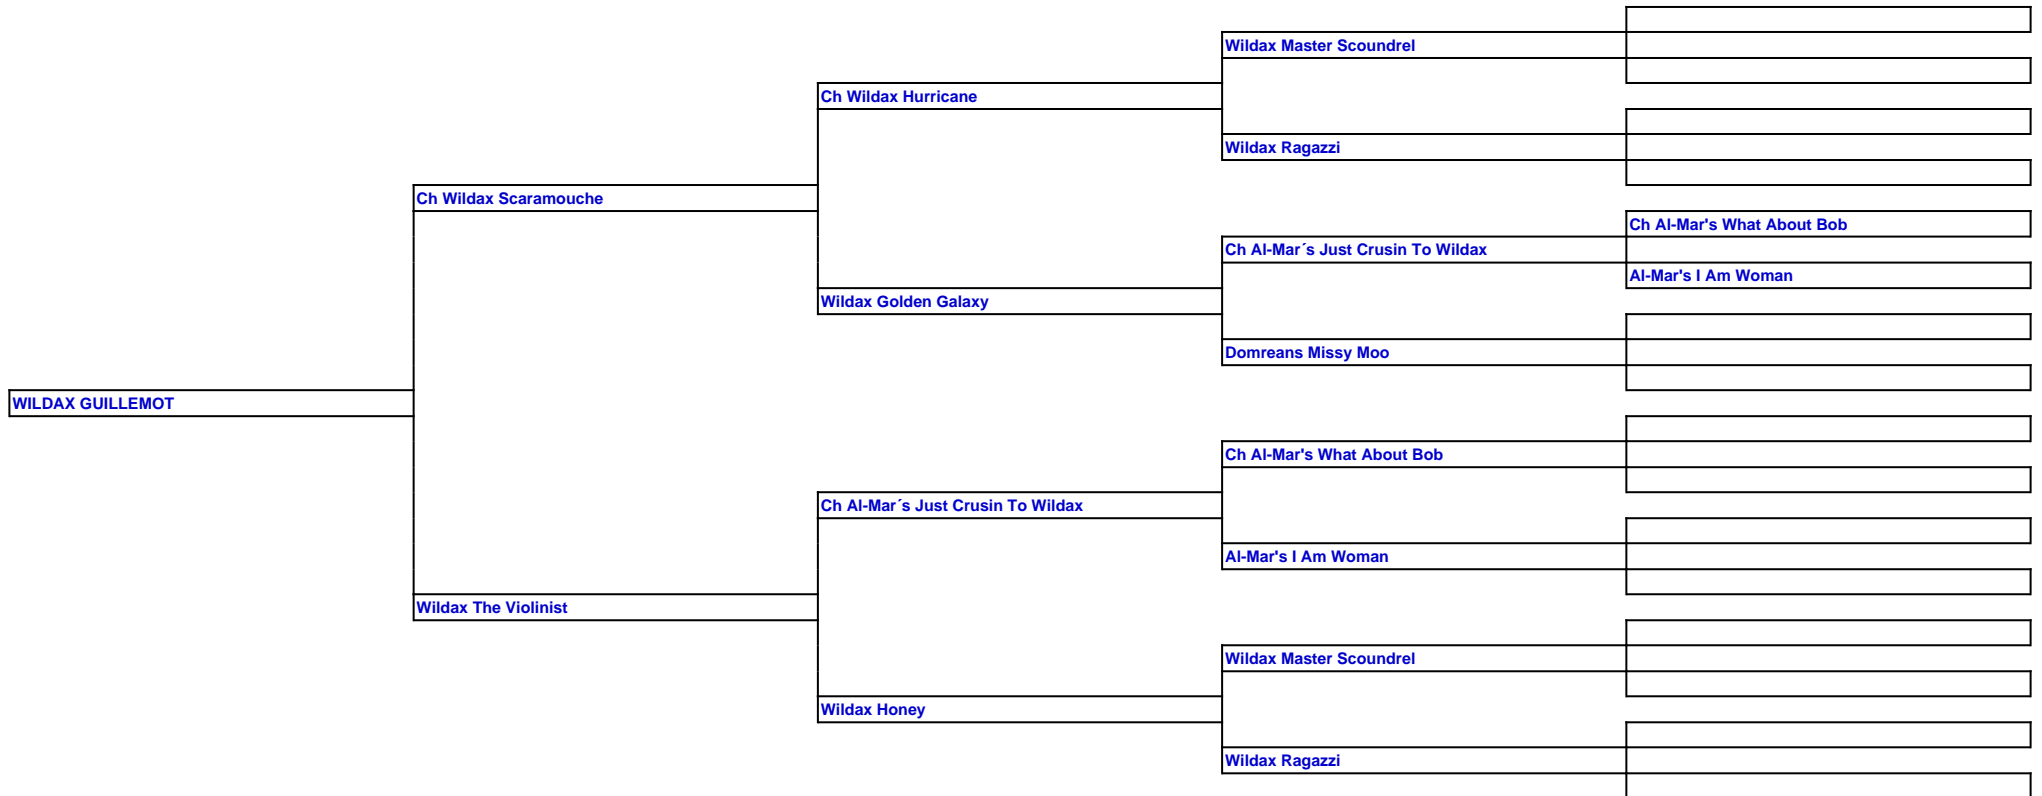 Wildax Master Scoundrel
Ch Wildax Hurricane
Wildax Ragazzi
Ch Wildax Scaramouche
Ch Al-Mar's What About Bob
Ch Al-Mar´s Just Crusin To Wildax
Al-Mar's I Am Woman
Wildax Golden Galaxy
Domreans Missy Moo
WILDAX GUILLEMOT
Ch Al-Mar's What About Bob
Ch Al-Mar´s Just Crusin To Wildax
Al-Mar's I Am Woman
Wildax The Violinist
Wildax Master Scoundrel
Wildax Honey
Wildax Ragazzi